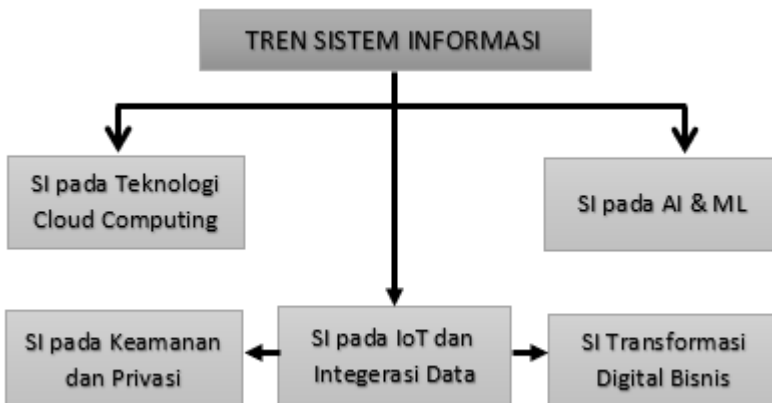 TREN SISTEM INFORMASI
SI pada Teknologi
Cloud Computing
SI pada AI & ML
SI pada Keamanan
dan Privasi
SI pada IoT dan
Integerasi Data
SI Transformasi
Digital Bisnis